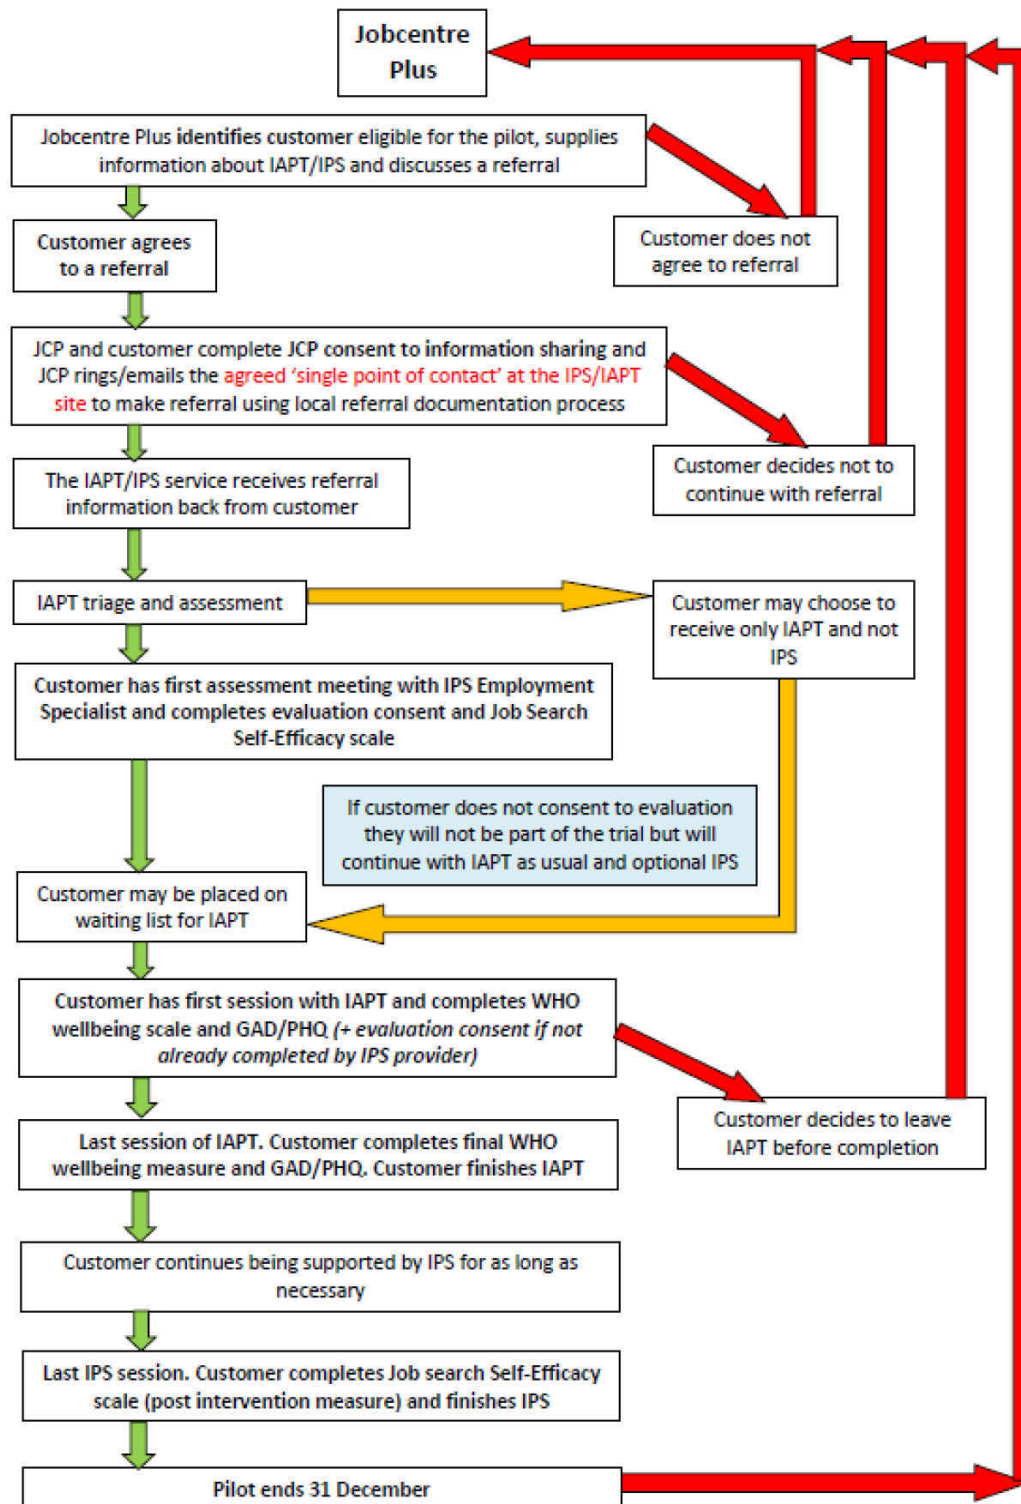 Jobcentre
Plus
Jobcentre Plus identifies customer eligible for the pilot, supplies
information about IAPT/IPS and discusses a referral
Customer agrees
to a referral
Customer does not
agree to referral
JCP and customer complete JCP consent to information sharing and
JCP rings/emails the agreed ‘single point of contact’ at the IPS/IAPT
site to make referral using local referral documentation process
Customer decides not to
continue with referral
The IAPT/IPS service receives referral
information back from customer
IAPT triage and assessment
Customer may choose to
receive only IAPT and not
IPS
Customer has first assessment meeting with IPS Employment
Specialist and completes evaluation consent and Job Search
Self-Efficacy scale
If customer does not consent to evaluation
they will not be part of the trial but will
continue with IAPT as usual and optional IPS
Customer may be placed on
waiting list for IAPT
Customer has first session with IAPT and completes WHO
wellbeing scale and GAD/PHQ (+ evaluation consent if not
already completed by IPS provider)
Customer decides to leave
IAPT before completion
Last session of IAPT. Customer completes final WHO
wellbeing measure and GAD/PHQ. Customer finishes IAPT
Customer continues being supported by IPS for as long as
necessary
Last IPS session. Customer completes Job search Self-Efficacy
scale (post intervention measure) and finishes IPS
Pilot ends 31 December